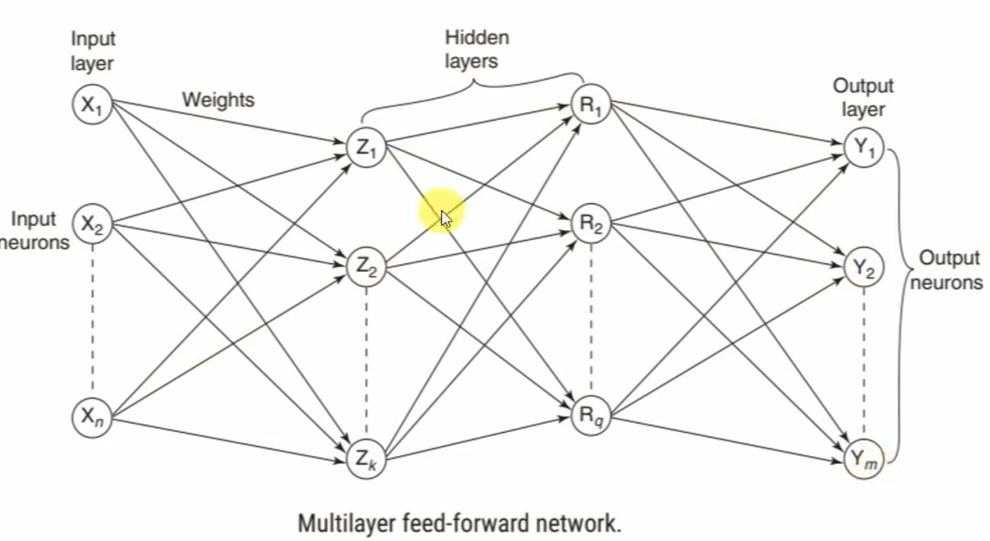 Input
layer
Hidden
layers
Weights
Output
layer
X1
Z1
R1
Y1
Input
neurons
X2
Z2
R2
Y2
Output
neurons
Xn
Zk
Rq
Ym
Multilayer feed-forward network.